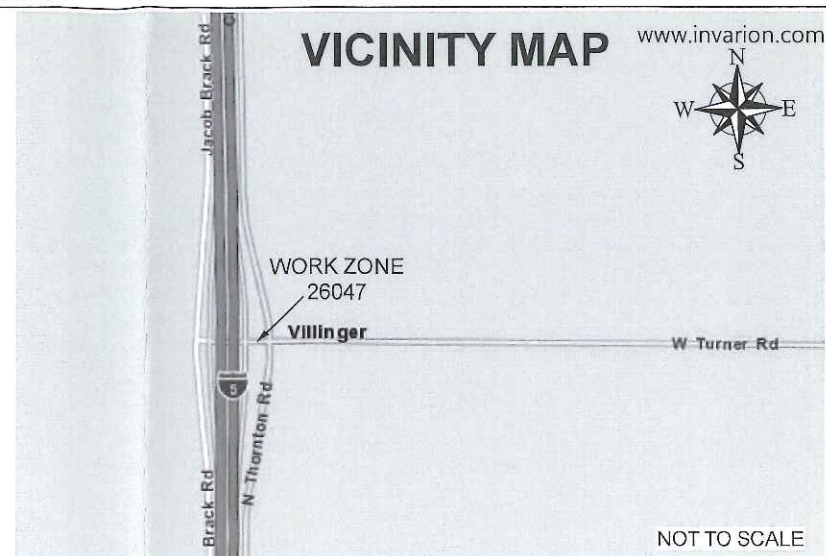 VICINITY MAP
www.invarion.com
N
W E
S
Jacob Brack Rd
WORK ZONE
26047
Villinger
W Turner Rd
5
N Thornton Rd
Brack Rd
NOT TO SCALE